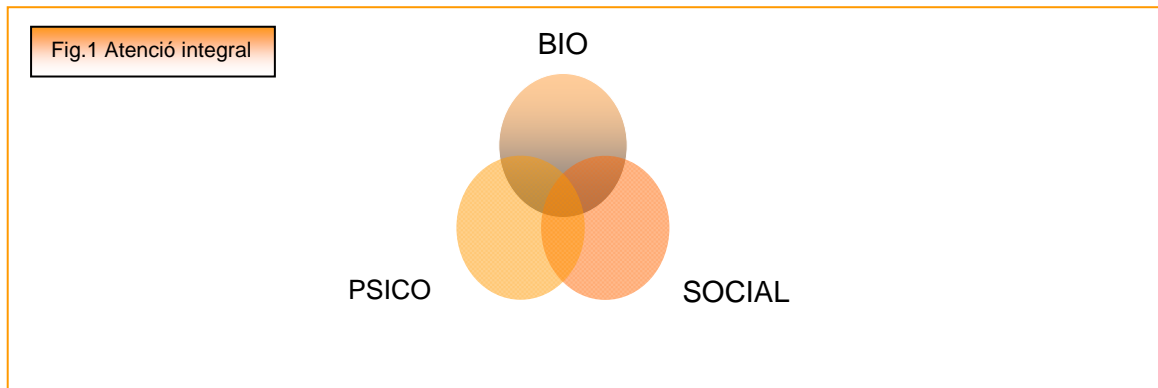 Fig.1 Atenció integral
BIO
PSICO
SOCIAL